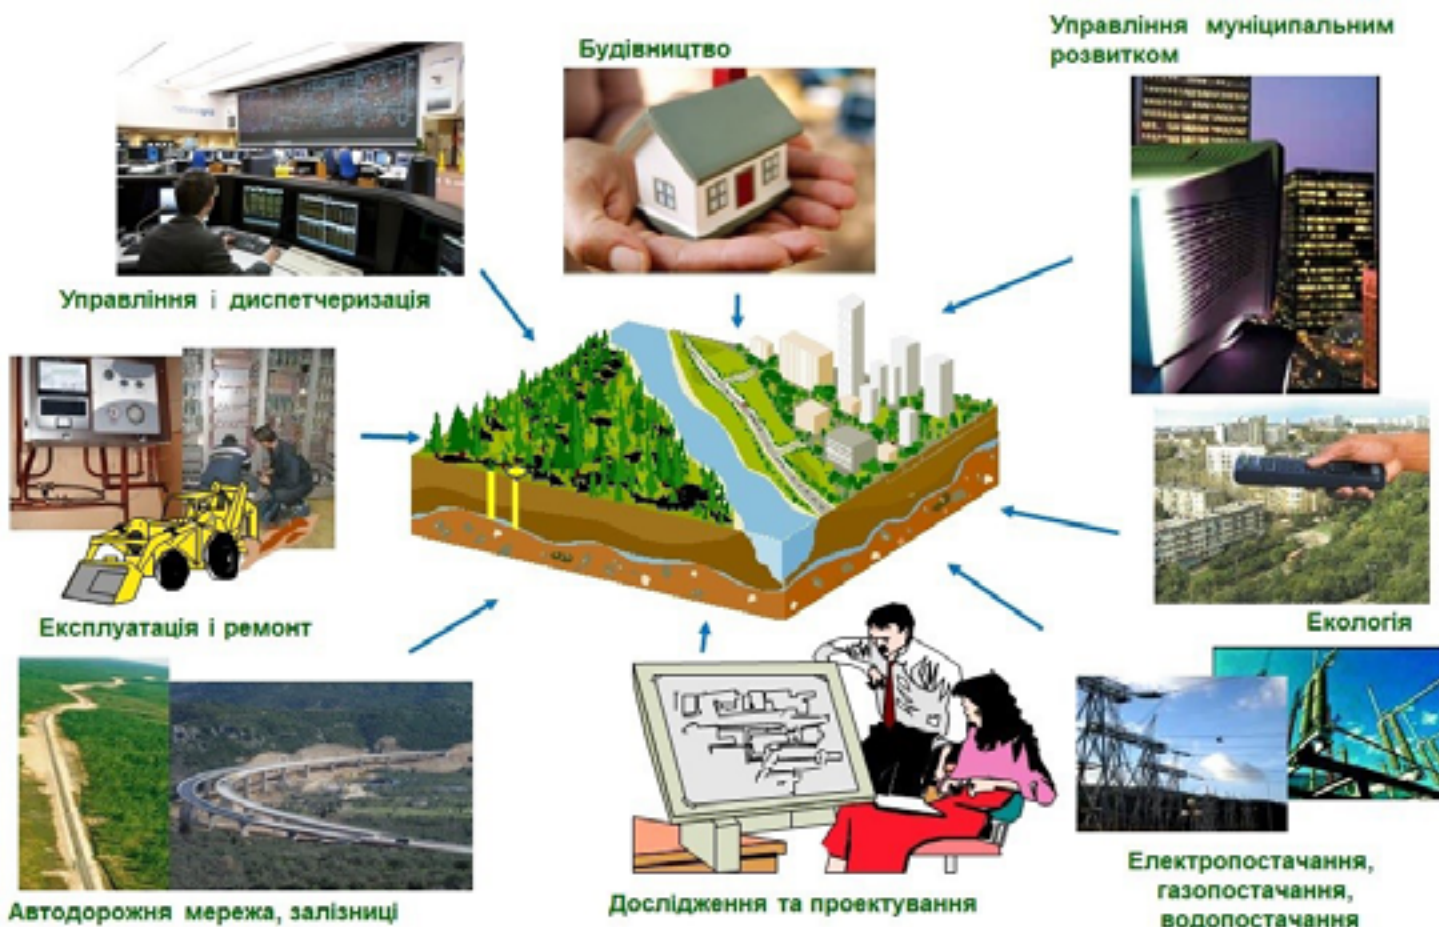 Будівництво
Управління муніципальним
розвитком
Управління і диспетчеризація
Експлуатація і ремонт
Екологія
Автодорожня мережа, залізниці
Дослідження та проектування
Електропостачання,
газопостачання,
водопостачання